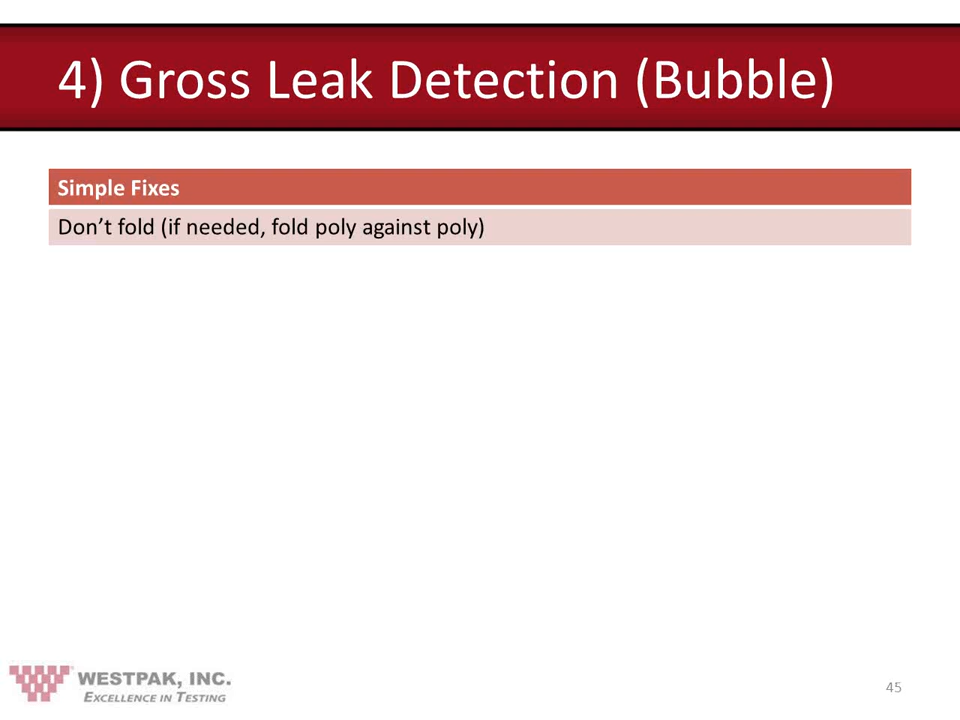 4) Gross Leak Detection (Bubble)
Simple Fixes
Don’t fold (if needed, fold poly against poly)
WESTPAK, INC.
EXCELLENCE IN TESTING
45